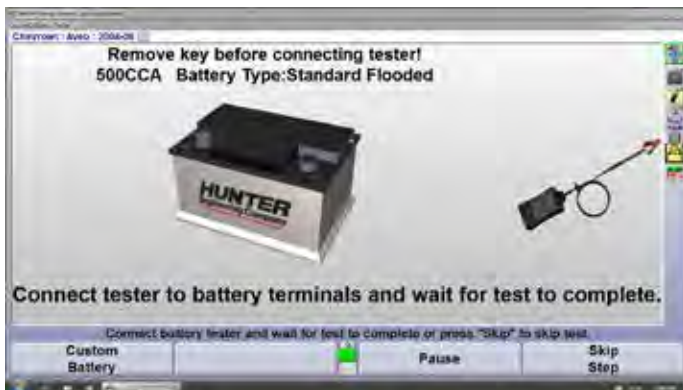 Chevrolet : Aveo : 2004-08
Remove key before connecting tester!
500CCA Battery Type:Standard Flooded
HUNTER
Engineering Company
Connect tester to battery terminals and wait for test to complete.
Connect battery tester and wait for test to complete or press "Skip" to skip test.
Custom
Battery
Pause
Skip
Step